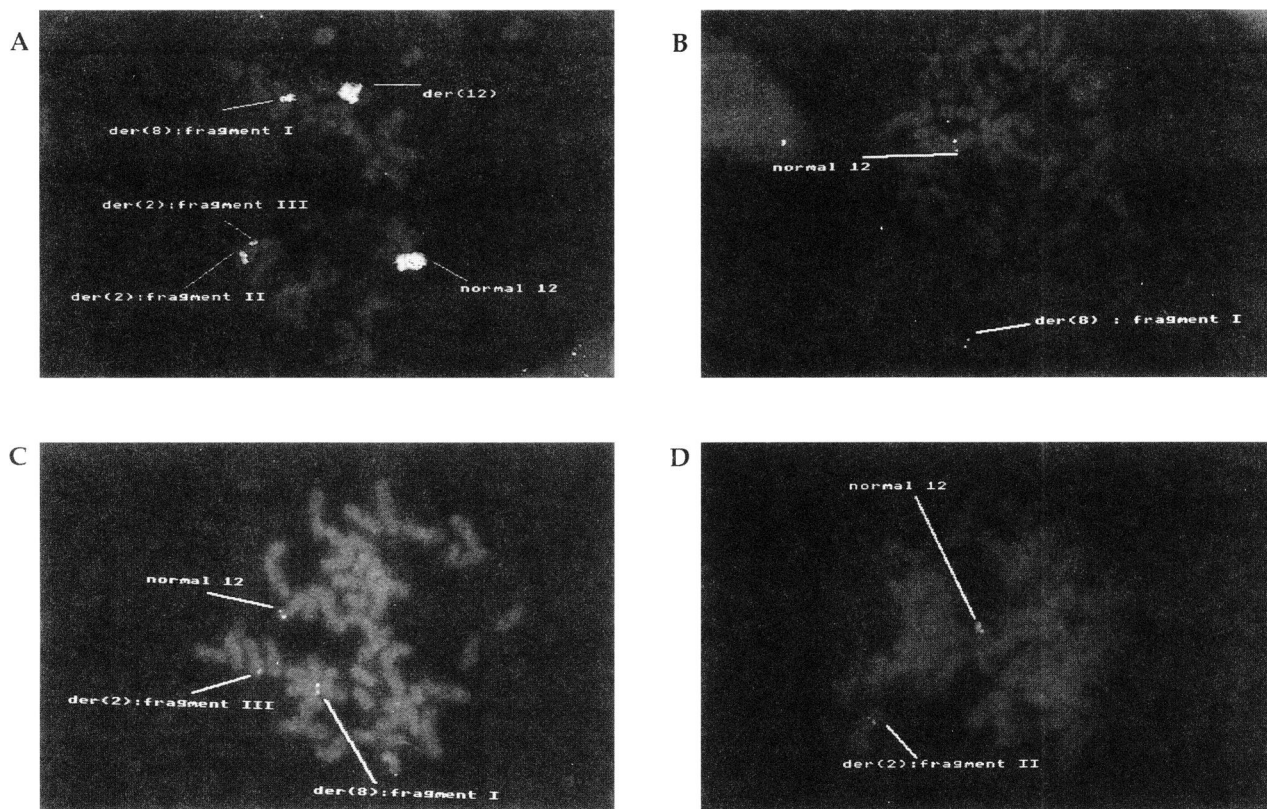 A
der(12)
der(8):fragment I
der(2):fragment III
der(2):fragment II
normal 12
B
normal 12
der(8) : fragment I
C
normal 12
der(2):fragment III
der(8):fragment I
D
normal 12
der(2):fragment II